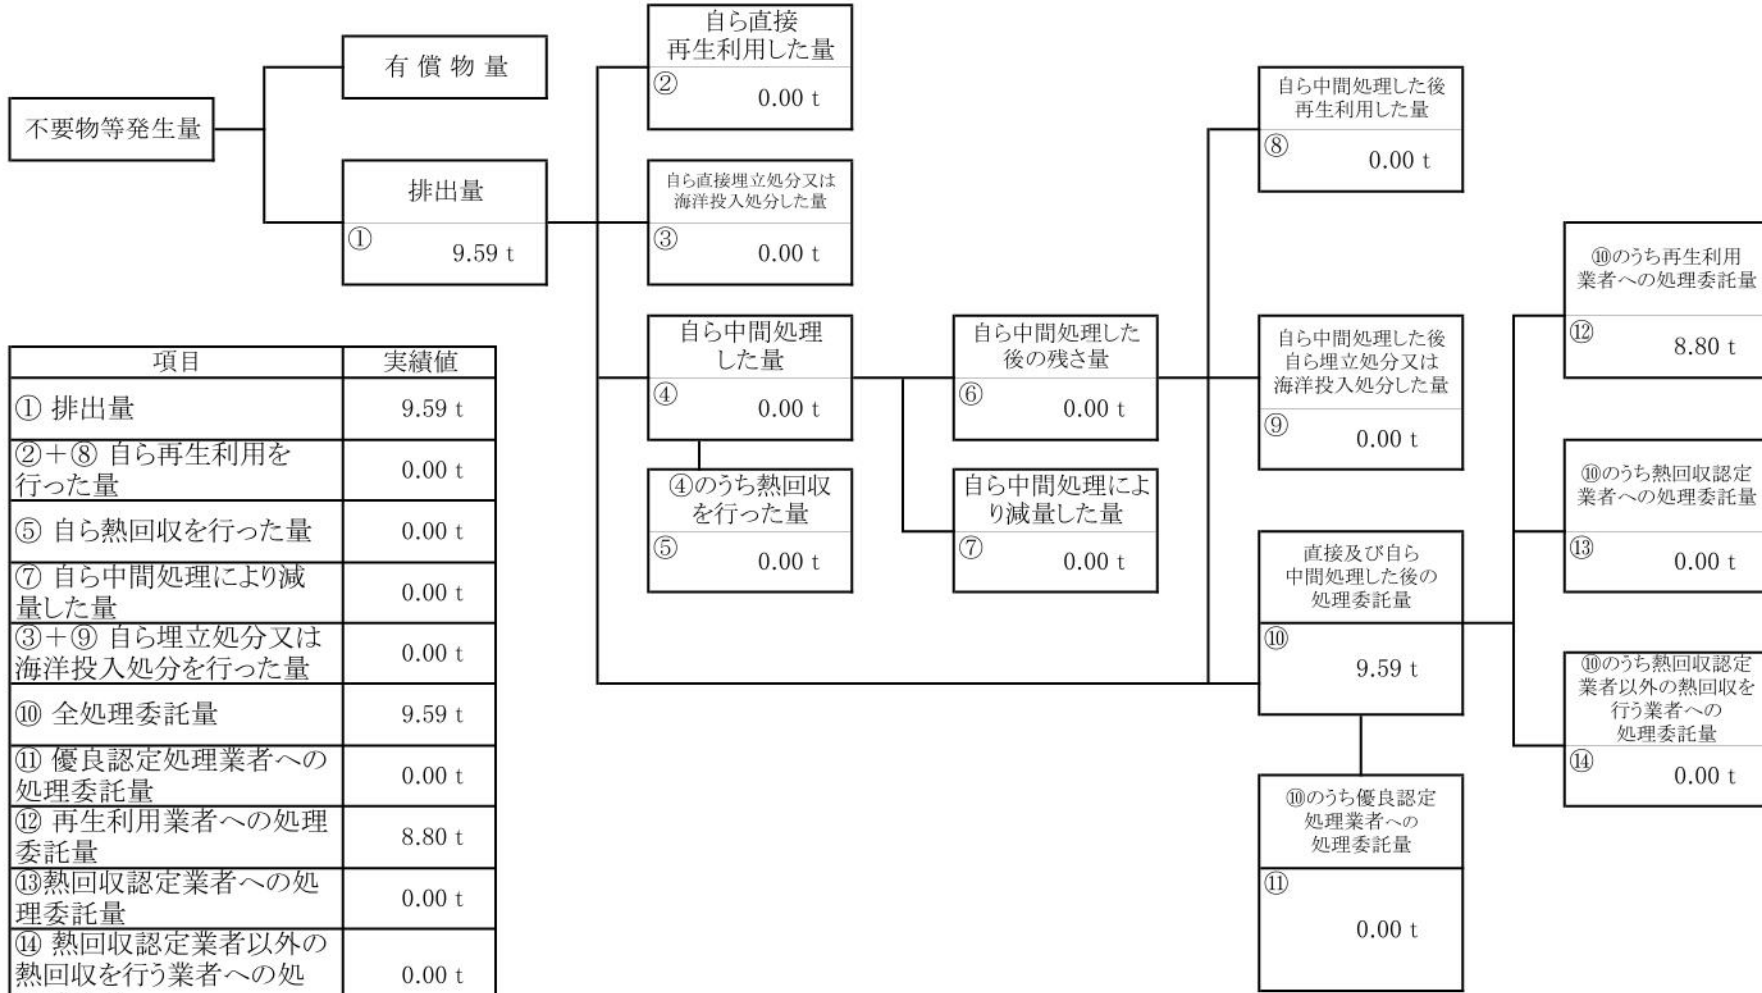 不要物等発生量
有償物量
排出量
①
9.59 t
自ら直接
再生利用した量
②
0.00 t
自ら直接埋立処分又は
海洋投入処分した量
③
0.00 t
自ら中間処理
した量
④
0.00 t
④のうち熱回収
を行った量
⑤
0.00 t
自ら中間処理した
後の残さ量
⑥
0.00 t
自ら中間処理によ
り減量した量
⑦
0.00 t
自ら中間処理した後
再生利用した量
⑧
0.00 t
自ら中間処理した後
自ら埋立処分又は
海洋投入処分した量
⑨
0.00 t
直接及び自ら
中間処理した後の
処理委託量
⑩
9.59 t
⑩のうち優良認定
処理業者への
処理委託量
⑪
0.00 t
⑩のうち再生利用
業者への処理委託量
⑫
8.80 t
⑩のうち熱回収認定
業者への処理委託量
⑬
0.00 t
⑩のうち熱回収認定
業者以外の熱回収を
行う業者への
処理委託量
⑭
0.00 t
項目 実績値
① 排出量 9.59 t
②＋⑧ 自ら再生利用を
行った量 0.00 t
⑤ 自ら熱回収を行った量 0.00 t
⑦ 自ら中間処理により減
量した量 0.00 t
③＋⑨ 自ら埋立処分又は
海洋投入処分を行った量 0.00 t
⑩ 全処理委託量 9.59 t
⑪ 優良認定処理業者への
処理委託量 0.00 t
⑫ 再生利用業者への処理
委託量 8.80 t
⑬熱回収認定業者への処
理委託量 0.00 t
⑭ 熱回収認定業者以外の
熱回収を行う業者への処 0.00 t